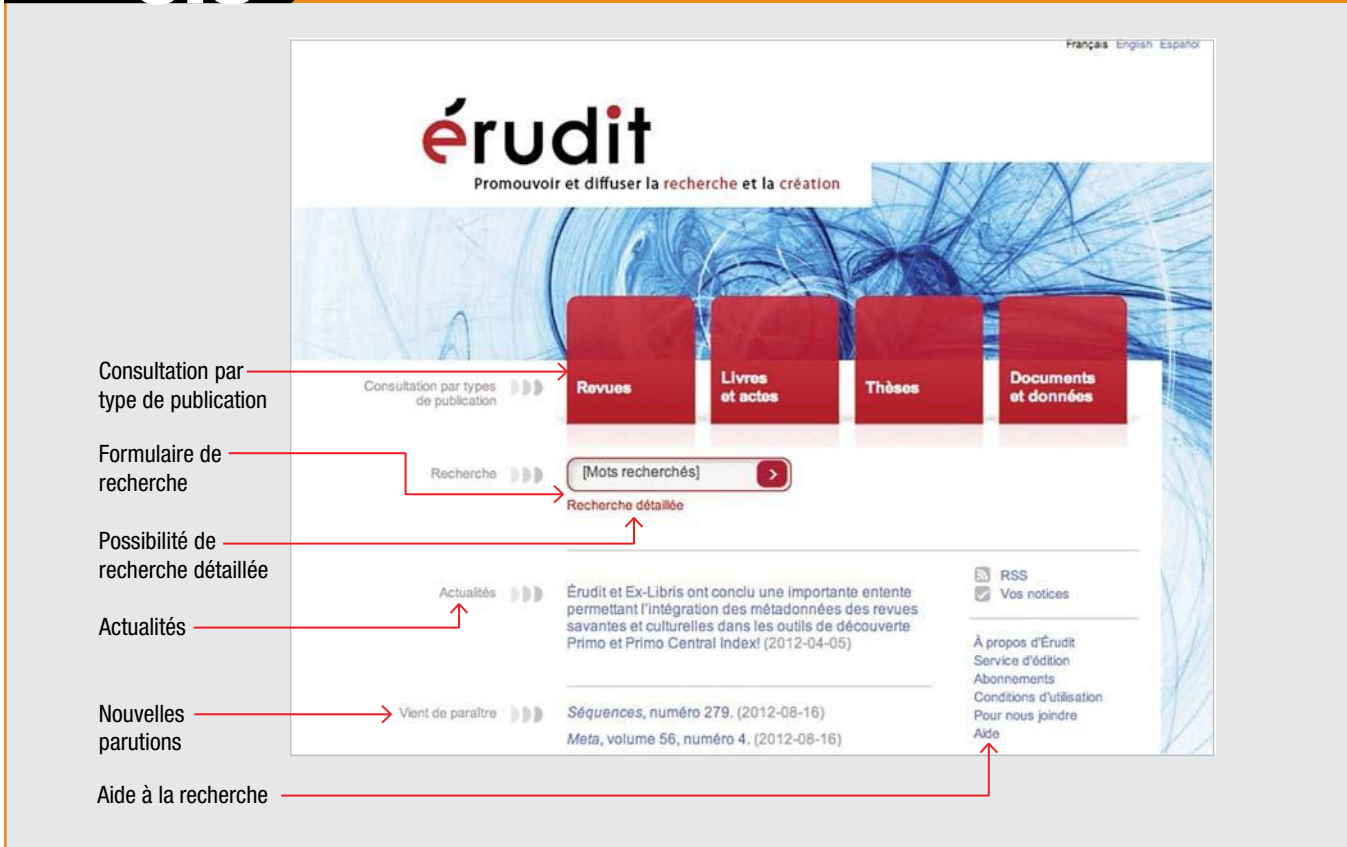 Français English Español
érudit
Promouvoir et diffuser la recherche et la création
Consultation par
type de publication
Consultation par types
de publication
Revues
Livres
et actes
Thèses
Documents
et données
Formulaire de
recherche
Recherche
[Mots recherchés]
Recherche détaillée
Possibilité de
recherche détaillée
Actualités
Actualités
Érudit et Ex-Libris ont conclu une importante entente
permettant l'intégration des métadonnées des revues
savantes et culturelles dans les outils de découverte
Primo et Primo Central Index! (2012-04-05)
RSS
Vos notices
À propos d'Érudit
Service d'édition
Abonnements
Conditions d'utilisation
Pour nous joindre
Aide
Nouvelles
parutions
Vient de paraître
Séquences, numéro 279. (2012-08-16)
Meta, volume 56, numéro 4. (2012-08-16)
Aide à la recherche